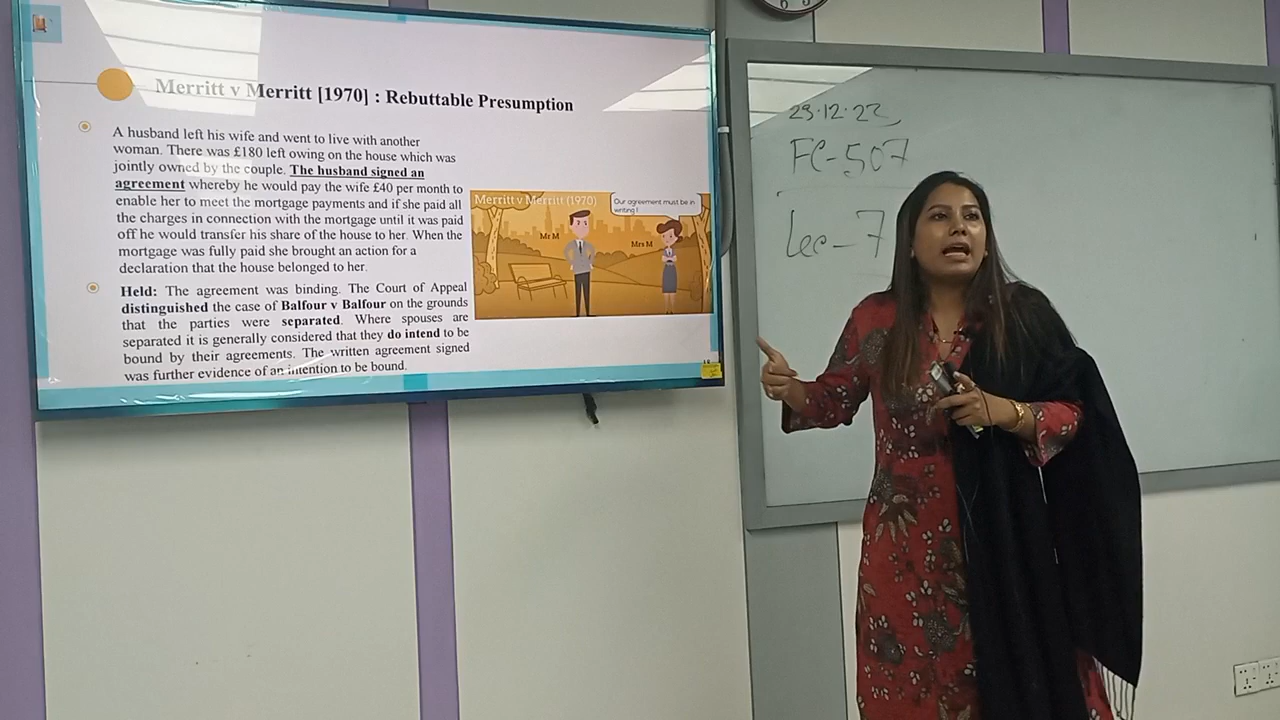 Merritt v Merritt [1970] : Rebuttable Presumption
A husband left his wife and went to live with another
woman. There was £180 left owing on the house which was
jointly owned by the couple. The husband signed an
agreement whereby he would pay the wife £40 per month to
enable her to meet the mortgage payments and if she paid all
the charges in connection with the mortgage until it was paid
off he would transfer his share of the house to her. When the
mortgage was fully paid she brought an action for a
declaration that the house belonged to her.
Held: The agreement was binding. The Court of Appeal
distinguished the case of Balfour v Balfour on the grounds
that the parties were separated. Where spouses are
separated it is generally considered that they do intend to be
bound by their agreements. The written agreement signed
was further evidence of an intention to be bound.
Merritt v Merritt (1970)
Our agreement must be in
writing !
Mr M
Mrs M
FC-507
Lec-7